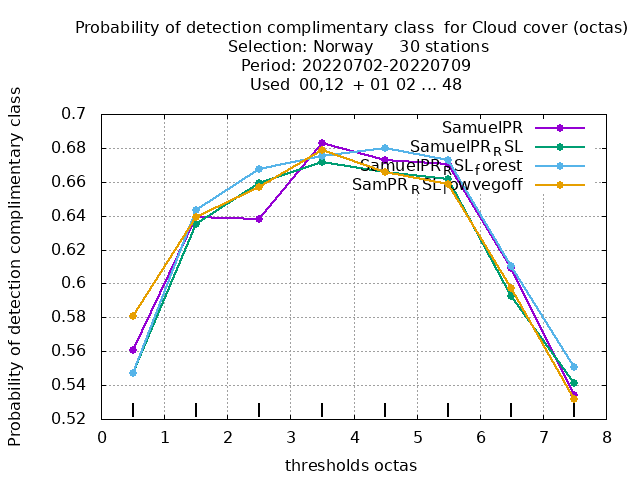 Probability of detection complimentary class for Cloud cover (octas)
Selection: Norway 30 stations
Period: 20220702-20220709
Used 00,12 + 01 02 ... 48
Probability of detection complimentary class
0.7
0.68
0.66
0.64
0.62
0.6
0.58
0.56
0.54
0.52
SamuelPR
SamuelPR_RSL
SamuelPR_RSL_forest
SamPR_RSL_lowvegoff
0 1 2 3 4 5 6 7 8
thresholds octas